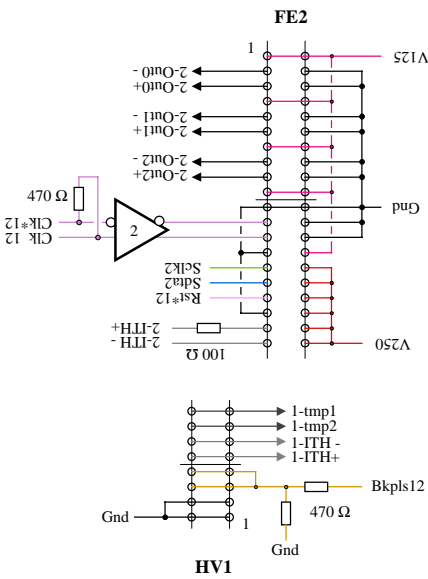 FE2
1
V125
2-Out0 -
2-Out0+
2-Out1 -
2-Out1+
2-Out2 -
2-Out2+
470 Ω
Gnd
Clk*12
Clk 12
2
Sclk2
Sdta2
Rst*12
2-ITH+
2-ITH -
100 Ω
V250
1-tmp1
1-tmp2
1-ITH -
1-ITH+
Bkpls12
Gnd
1
470 Ω
Gnd
HV1